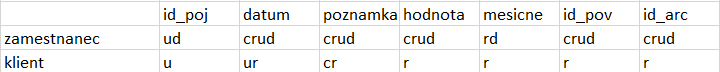 id_poj datum poznamka hodnota mesicne id_pov id_arc
zamestnanec ud crud crud crud rd crud crud
klient u ur cr r r r r